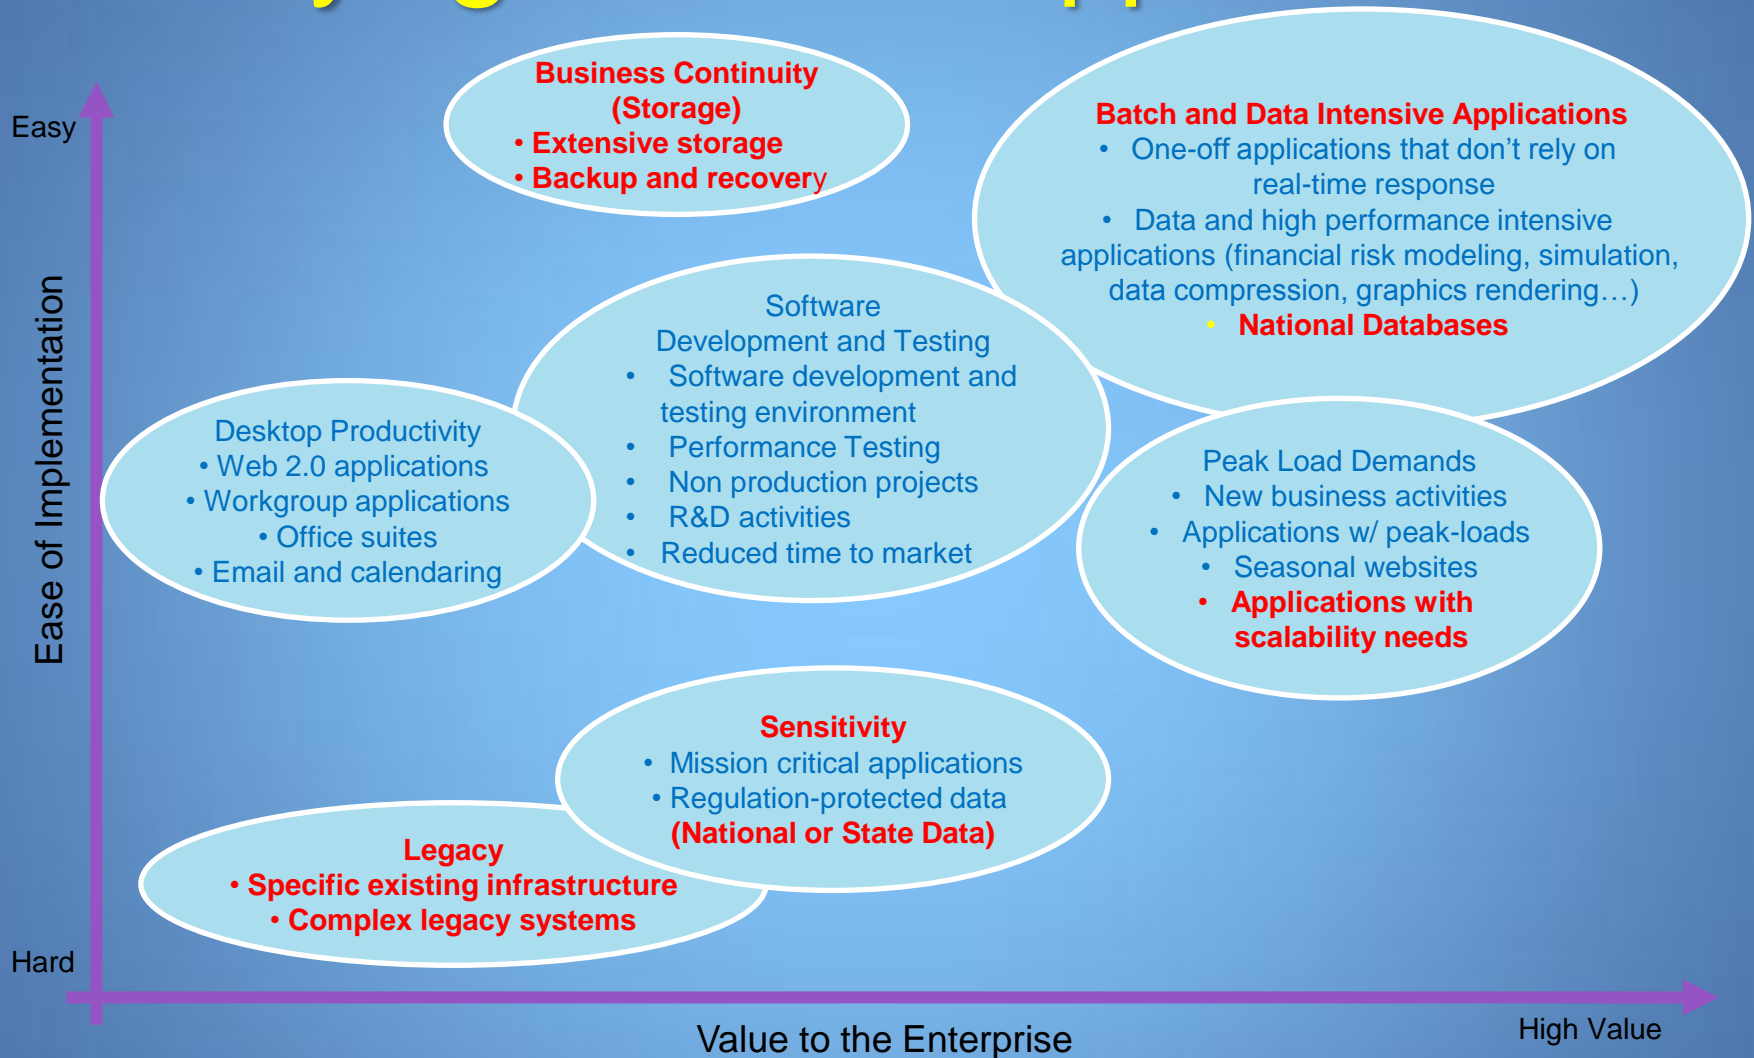 Easy
Business Continuity
(Storage)
• Extensive storage
• Backup and recovery
Batch and Data Intensive Applications
• One-off applications that don’t rely on
real-time response
• Data and high performance intensive
applications (financial risk modeling, simulation,
data compression, graphics rendering…)
• National Databases
Software
Development and Testing
• Software development and
testing environment
• Performance Testing
• Non production projects
• R&D activities
• Reduced time to market
Desktop Productivity
• Web 2.0 applications
• Workgroup applications
• Office suites
• Email and calendaring
Peak Load Demands
• New business activities
• Applications w/ peak-loads
• Seasonal websites
• Applications with
scalability needs
Ease of Implementation
Sensitivity
• Mission critical applications
• Regulation-protected data
(National or State Data)
Legacy
• Specific existing infrastructure
• Complex legacy systems
Hard
Value to the Enterprise
High Value